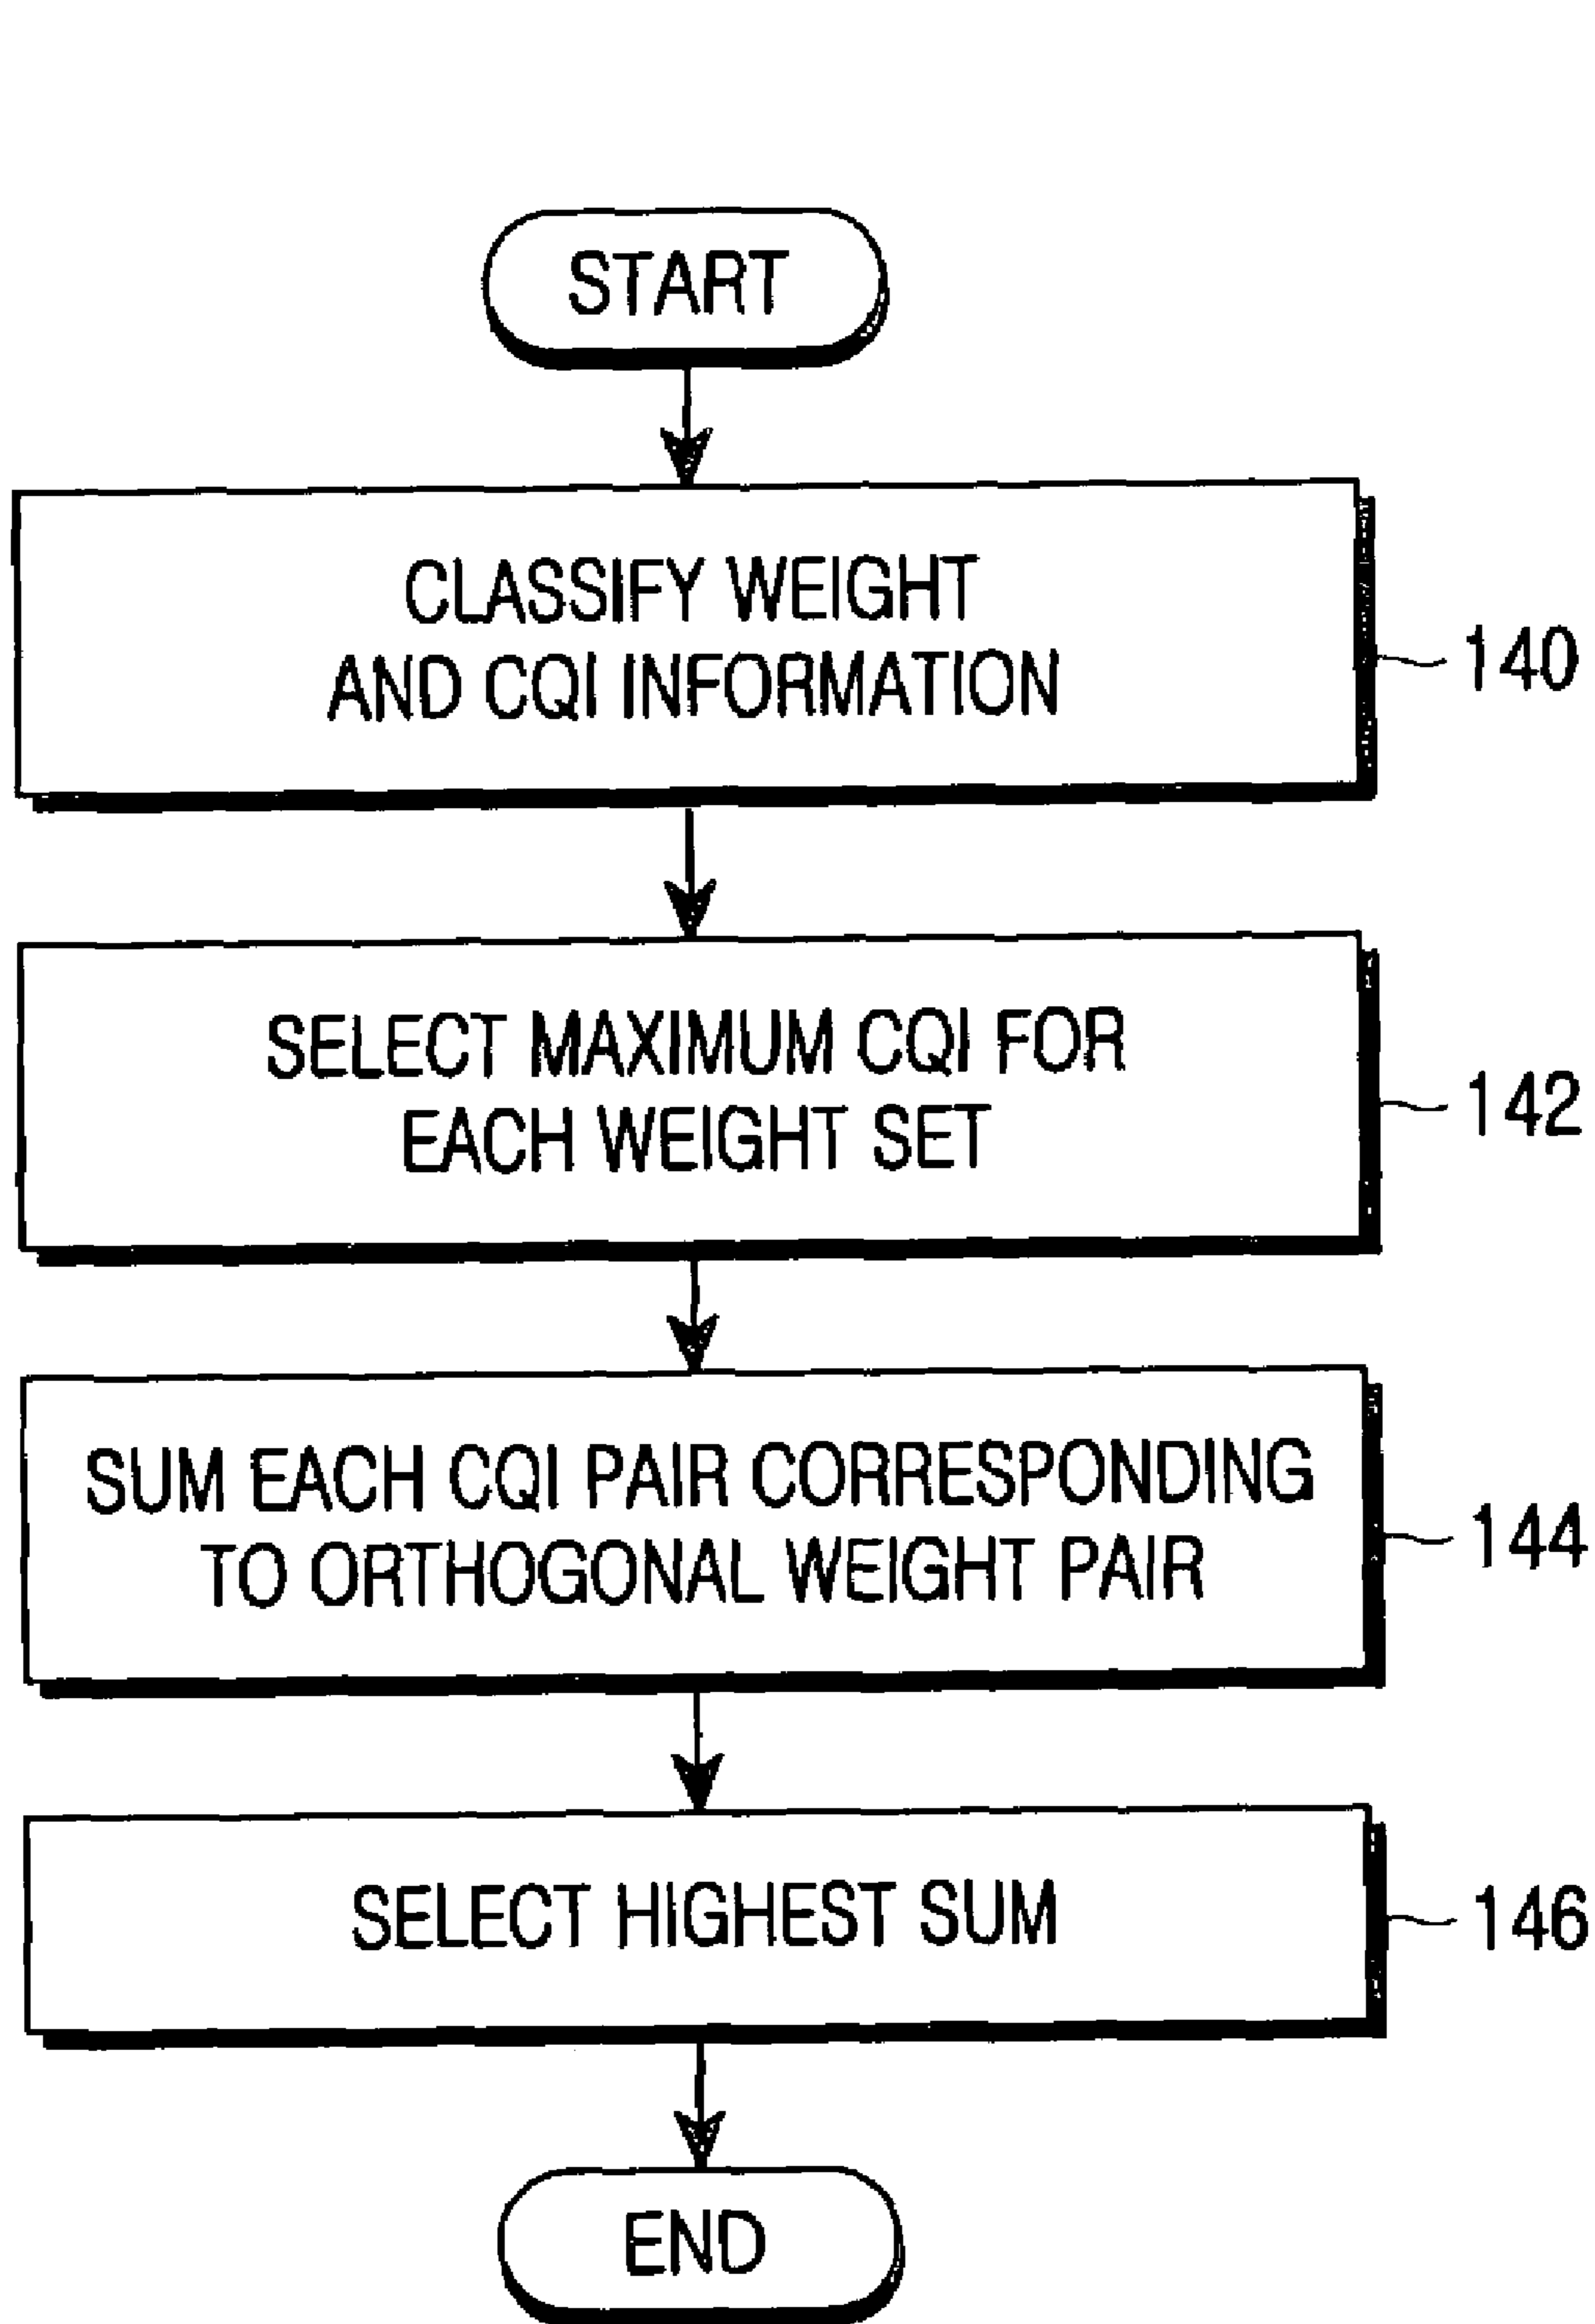 START
CLASSIFY WEIGHT
AND CQI INFORMATION
140
SELECT MAXIMUM CQI FOR
EACH WEIGHT SET
142
SUM EACH CQI PAIR CORRESPONDING
TO ORTHOGONAL WEIGHT PAIR
144
SELECT HIGHEST SUM
146
END